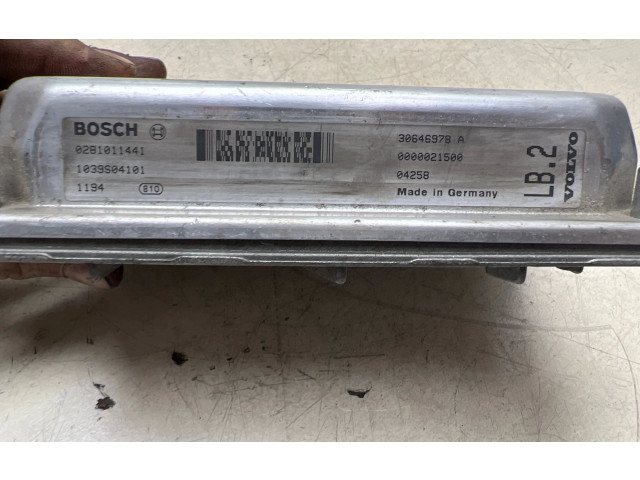 BOSCH
0281011441
1039S04101
1194 810
30646978 A
0000021500
04258
Made in Germany
LB.2
VOLVO